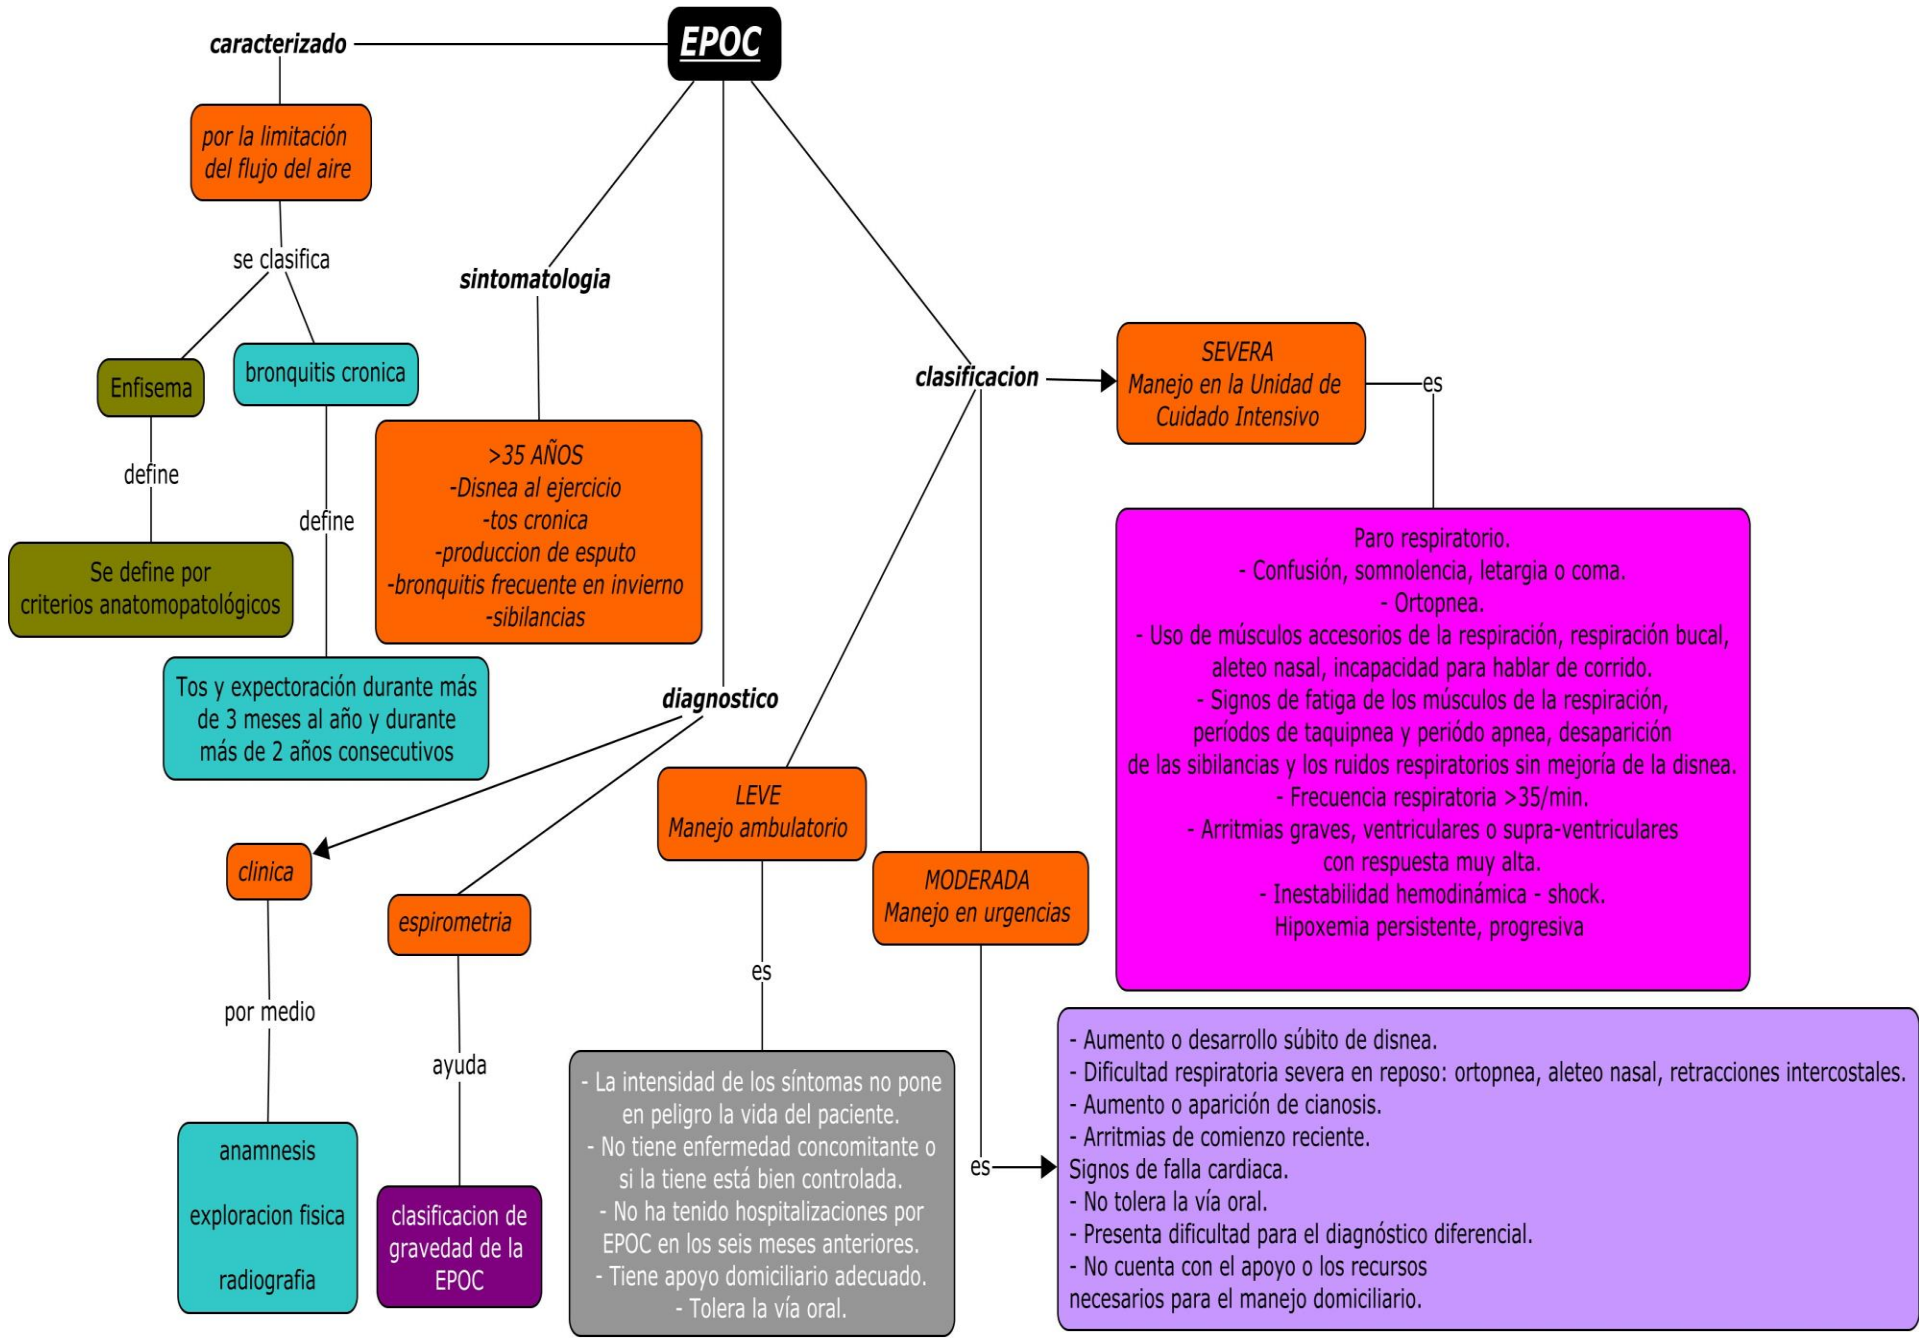 EPOC
caracterizado
por la limitación
del flujo del aire
se clasifica
Enfisema
define
Se define por
criterios anatomopatológicos
bronquitis cronica
define
Tos y expectoración durante más
de 3 meses al año y durante
más de 2 años consecutivos
sintomatologia
>35 AÑOS
-Disnea al ejercicio
-tos cronica
-produccion de esputo
-bronquitis frecuente en invierno
-sibilancias
diagnostico
clinica
por medio
anamnesis
exploracion fisica
radiografia
espirometria
ayuda
clasificacion de
gravedad de la
EPOC
clasificacion
LEVE
Manejo ambulatorio
es
- La intensidad de los síntomas no pone
en peligro la vida del paciente.
- No tiene enfermedad concomitante o
si la tiene está bien controlada.
- No ha tenido hospitalizaciones por
EPOC en los seis meses anteriores.
- Tiene apoyo domiciliario adecuado.
- Tolera la vía oral.
MODERADA
Manejo en urgencias
es
- Aumento o desarrollo súbito de disnea.
- Dificultad respiratoria severa en reposo: ortopnea, aleteo nasal, retracciones intercostales.
- Aumento o aparición de cianosis.
- Arritmias de comienzo reciente.
Signos de falla cardiaca.
- No tolera la vía oral.
- Presenta dificultad para el diagnóstico diferencial.
- No cuenta con el apoyo o los recursos
necesarios para el manejo domiciliario.
SEVERA
Manejo en la Unidad de
Cuidado Intensivo
es
Paro respiratorio.
- Confusión, somnolencia, letargia o coma.
- Ortopnea.
- Uso de músculos accesorios de la respiración, respiración bucal,
aleteo nasal, incapacidad para hablar de corrido.
- Signos de fatiga de los músculos de la respiración,
períodos de taquipnea y periódo apnea, desaparición
de las sibilancias y los ruidos respiratorios sin mejoría de la disnea.
- Frecuencia respiratoria >35/min.
- Arritmias graves, ventriculares o supra-ventriculares
con respuesta muy alta.
- Inestabilidad hemodinámica - shock.
Hipoxemia persistente, progresiva